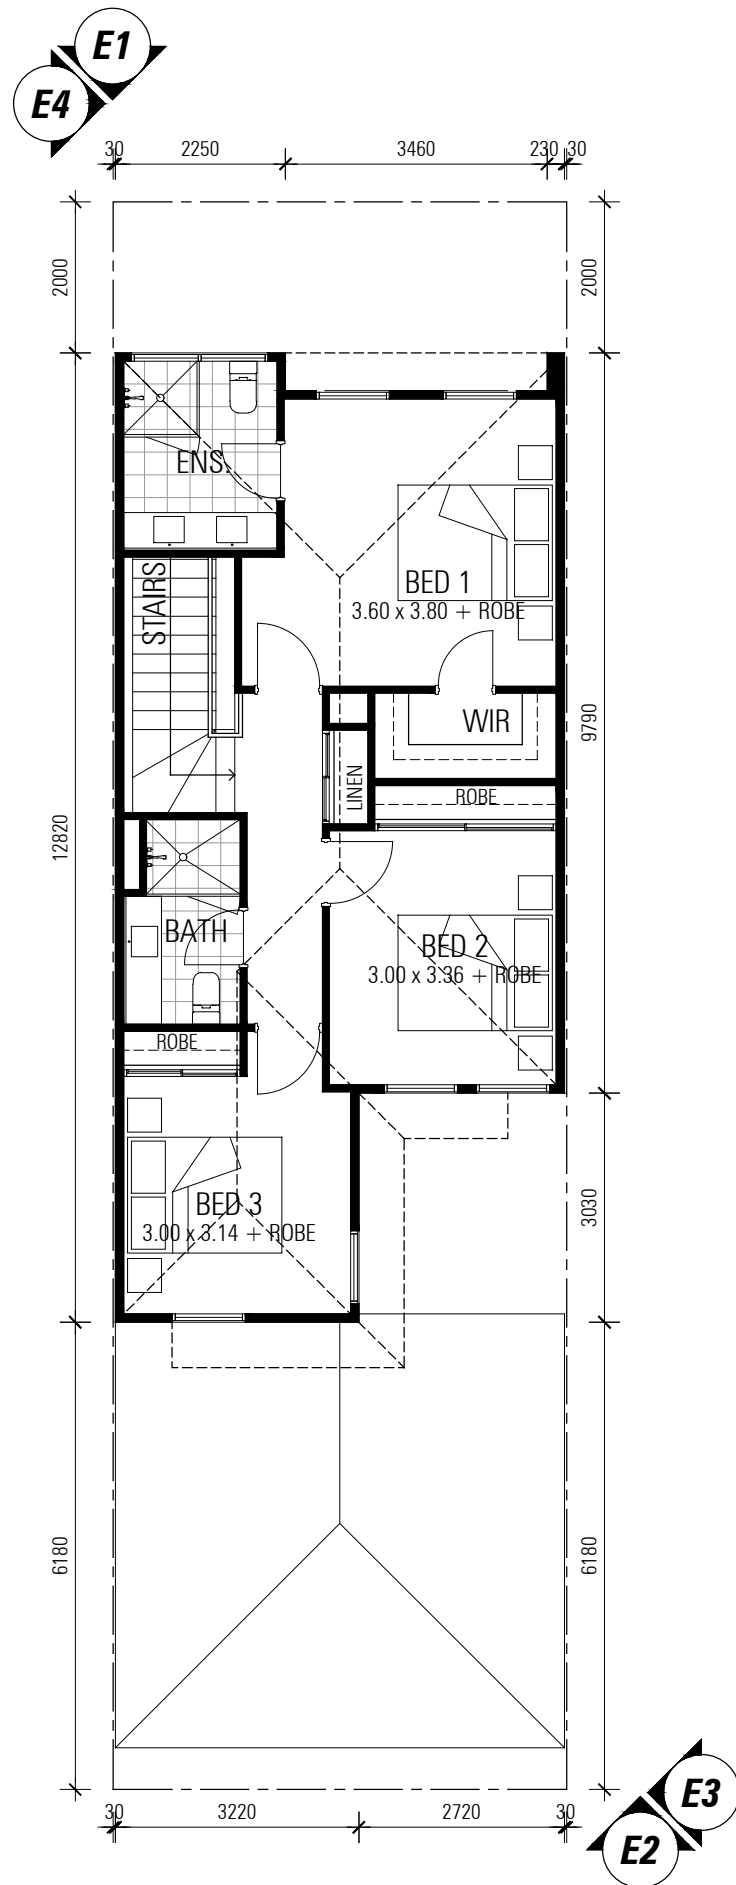 E1
E4
30 2250 3460 230 30
2000
2000
ENS.
STAIRS
BED 1
3.60 x 3.80 + ROBE
WIR
9790
LINEN
ROBE
12820
BATH
BED 2
3.00 x 3.36 + ROBE
ROBE
BED 3
3.00 x 3.14 + ROBE
3030
6180
6180
30 3220 2720 30
E3
E2